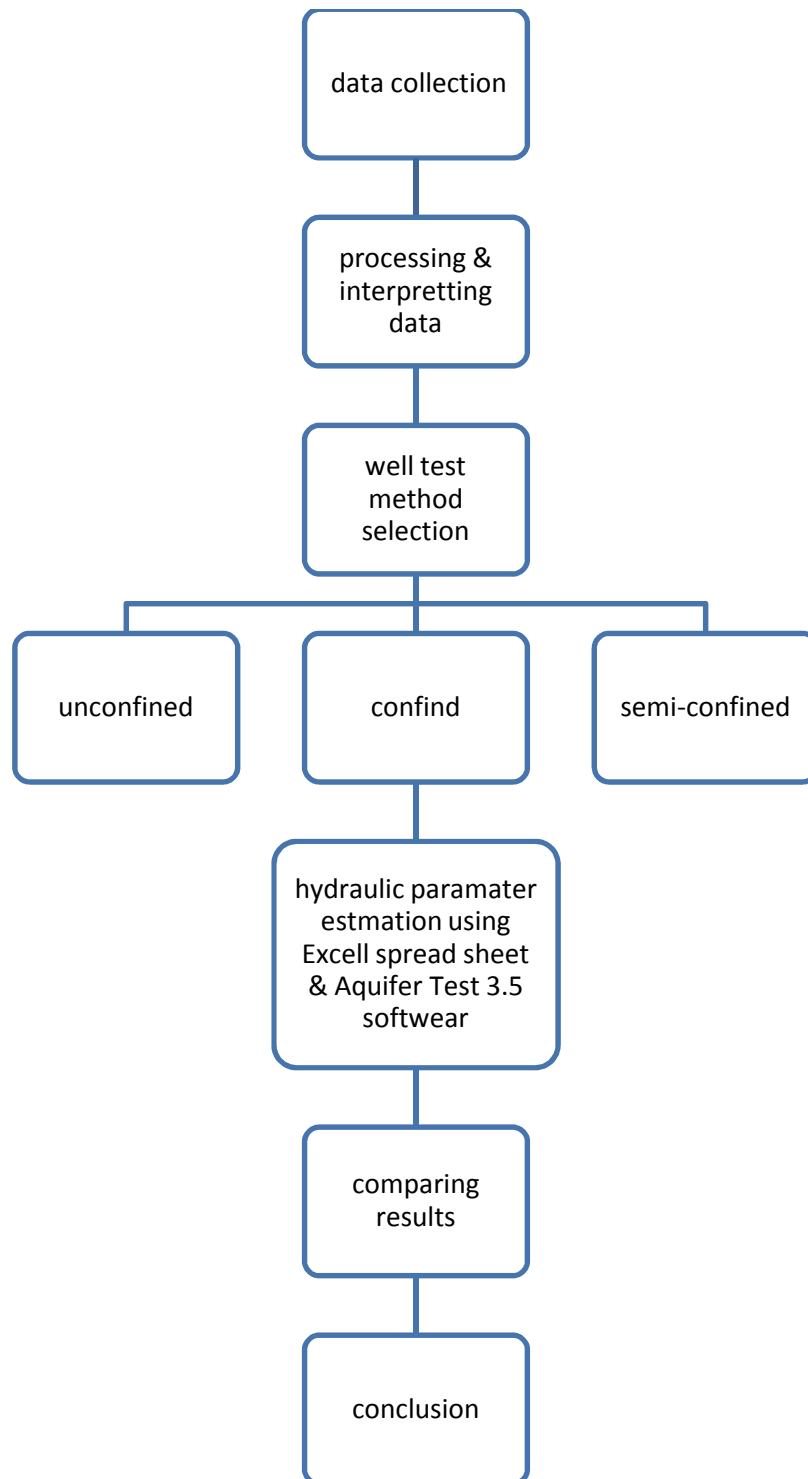 data collection
processing &
interpretting
data
well test
method
selection
unconfined
confind
semi-confined
hydraulic paramater
estmation using
Excell spread sheet
& Aquifer Test 3.5
softwear
comparing
results
conclusion